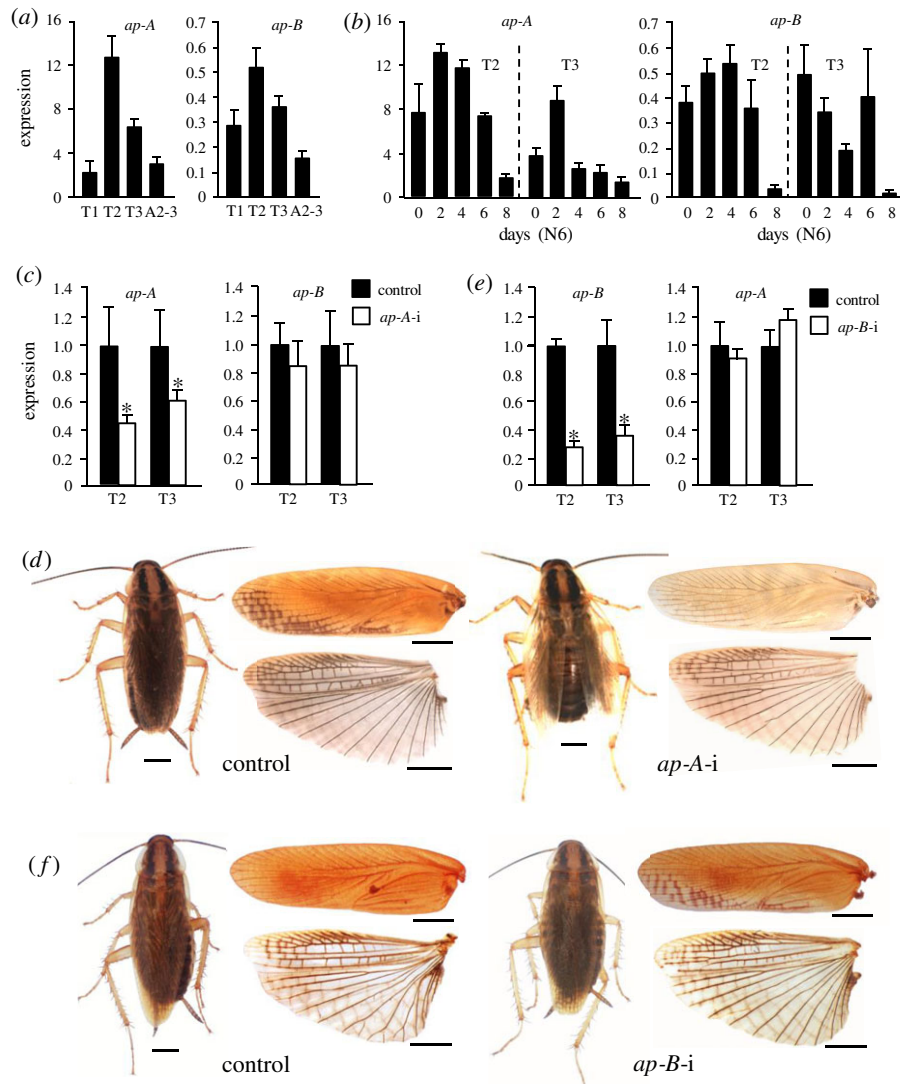 (a)
ap-A
ap-B
expression
16
12
8
4
0
T1 T2 T3 A2-3
0.7
0.6
0.5
0.4
0.3
0.2
0.1
0
T1 T2 T3 A2-3
(b)
ap-A
ap-B
16
12
8
4
0
T2
T3
0 2 4 6 8 0 2 4 6 8
days (N6)
0.7
0.6
0.5
0.4
0.3
0.2
0.1
0
T2
T3
0 2 4 6 8 0 2 4 6 8
days (N6)
(c)
ap-A
ap-B
control
ap-A-i
expression
1.4
1.2
1.0
0.8
0.6
0.4
0.2
0
*
*
T2 T3
1.4
1.2
1.0
0.8
0.6
0.4
0.2
0
T2 T3
(e)
ap-B
ap-A
control
ap-B-i
1.4
1.2
1.0
0.8
0.6
0.4
0.2
0
*
*
T2 T3
1.4
1.2
1.0
0.8
0.6
0.4
0.2
0
T2 T3
(d)
control
ap-A-i
(f)
control
ap-B-i